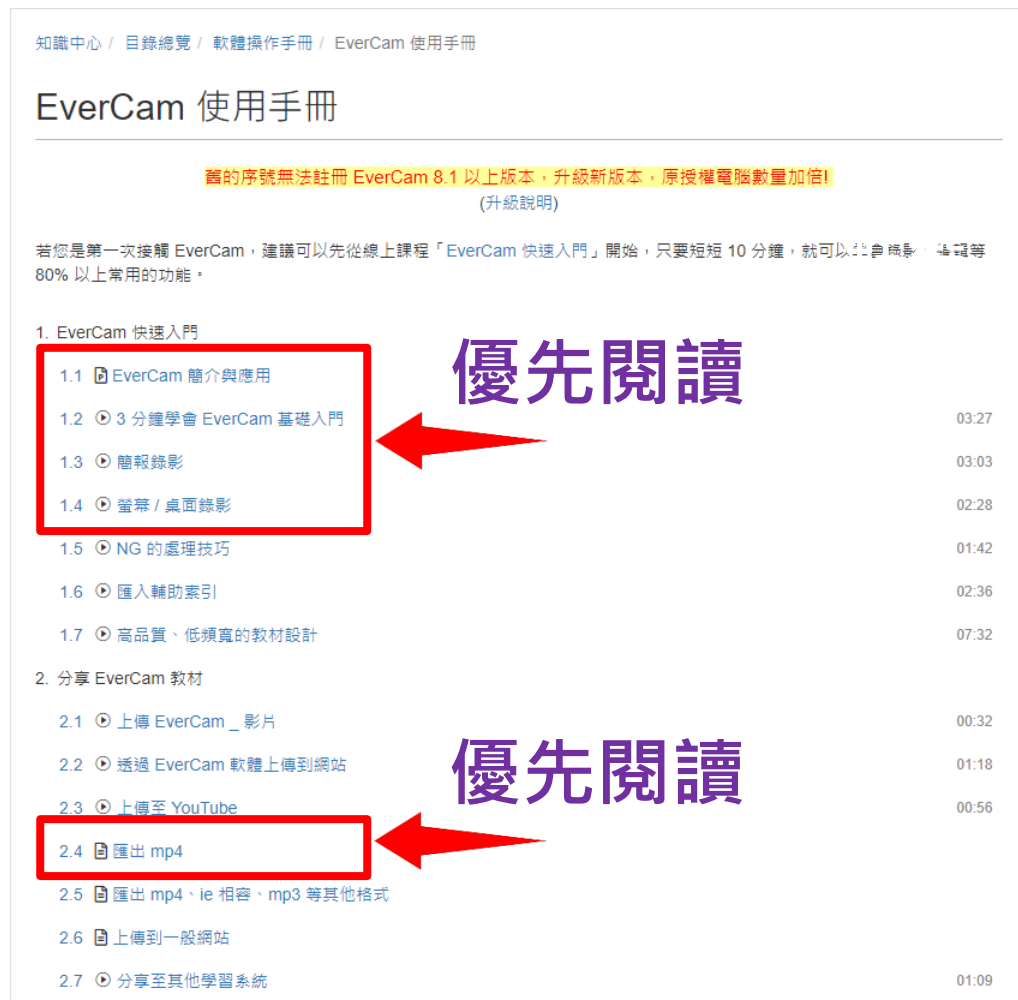 知識中心 / 目錄總覽 / 軟體操作手冊 / EverCam 使用手冊
EverCam 使用手冊
舊的序號無法註冊 EverCam 8.1 以上版本，升級新版本，原授權電腦數量加倍!
(升級說明)
若您是第一次接觸 EverCam，建議可以先從線上課程「EverCam 快速入門」開始，只要短短 10 分鐘，就可以 等
80% 以上常用的功能。
1. EverCam 快速入門
優先閱讀
1.1 EverCam 簡介與應用
1.2 3 分鐘學會 EverCam 基礎入門 03:27
1.3 簡報錄影 03:03
1.4 螢幕 / 桌面錄影 02:28
1.5 NG 的處理技巧 01:42
1.6 匯入輔助索引 02:36
1.7 高品質、低頻寬的教材設計 07:32
2. 分享 EverCam 教材
2.1 上傳 EverCam _ 影片 00:32
優先閱讀
2.2 透過 EverCam 軟體上傳到網站 01:18
2.3 上傳至 YouTube 00:56
2.4 匯出 mp4
2.5 匯出 mp4、ie 相容、mp3 等其他格式
2.6 上傳到一般網站
2.7 分享至其他學習系統 01:09